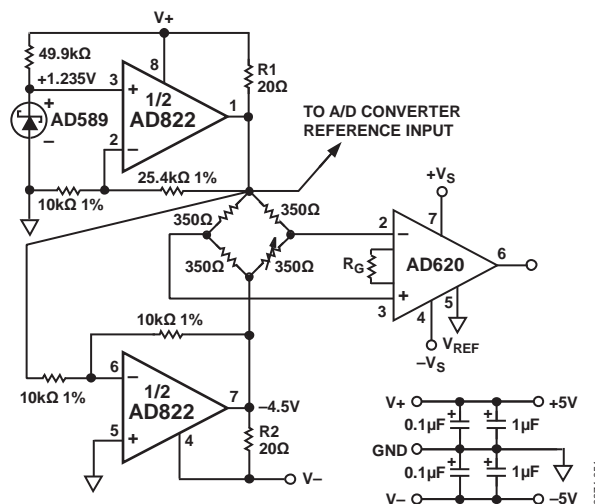 V+
49.9kΩ
+1.235V
3
8
+
1/2
AD822
1
R1
20Ω
+
AD589
–
2
–
TO A/D CONVERTER
REFERENCE INPUT
10kΩ 1%
25.4kΩ 1%
350Ω
350Ω
350Ω
350Ω
+VS
2
–
7
RG
AD620
6
+
3
4
5
–VS
VREF
10kΩ 1%
10kΩ 1%
6
–
1/2
AD822
7
–4.5V
5
+
4
R2
20Ω
V–
V+
+5V
0.1µF
+
+
1µF
GND
0.1µF
+
+
1µF
V–
–5V